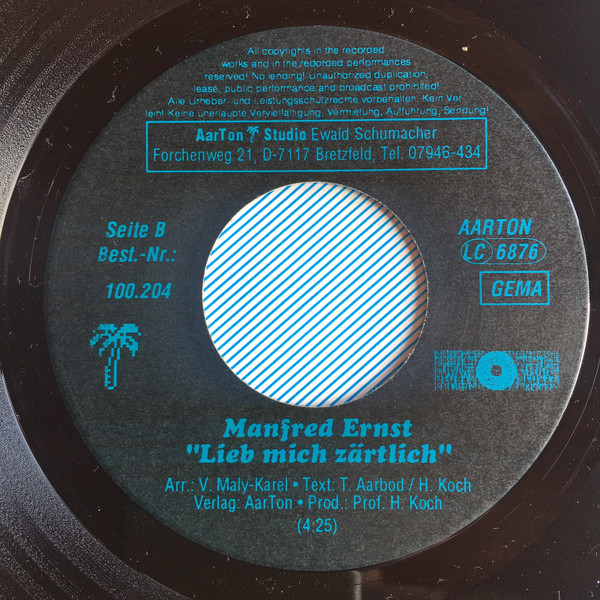 All copyrights in the recorded
works and in the recorded performances
reserved! No lending! unauthorized duplication,
lease, public performance and broadcast prohibited!
Alle Urheber- und Leistungsschutzrechte vorbehalten. Kein Ver
leih! Keine unerlaubte Vervielfältigung, Vermietung, Aufführung, Sendung!
AarTon Studio Ewald Schumacher
Forchenweg 21, D-7117 Bretzfeld, Tel. 07946-434
Seite B
Best.-Nr.:
100.204
AARTON
LC 6876
GEMA
Manfred Ernst
"Lieb mich zärtlich"
Arr.: V. Maly-Karel • Text: T. Aarbod / H. Koch
Verlag: AarTon • Prod.: Prof. H. Koch
(4:25)